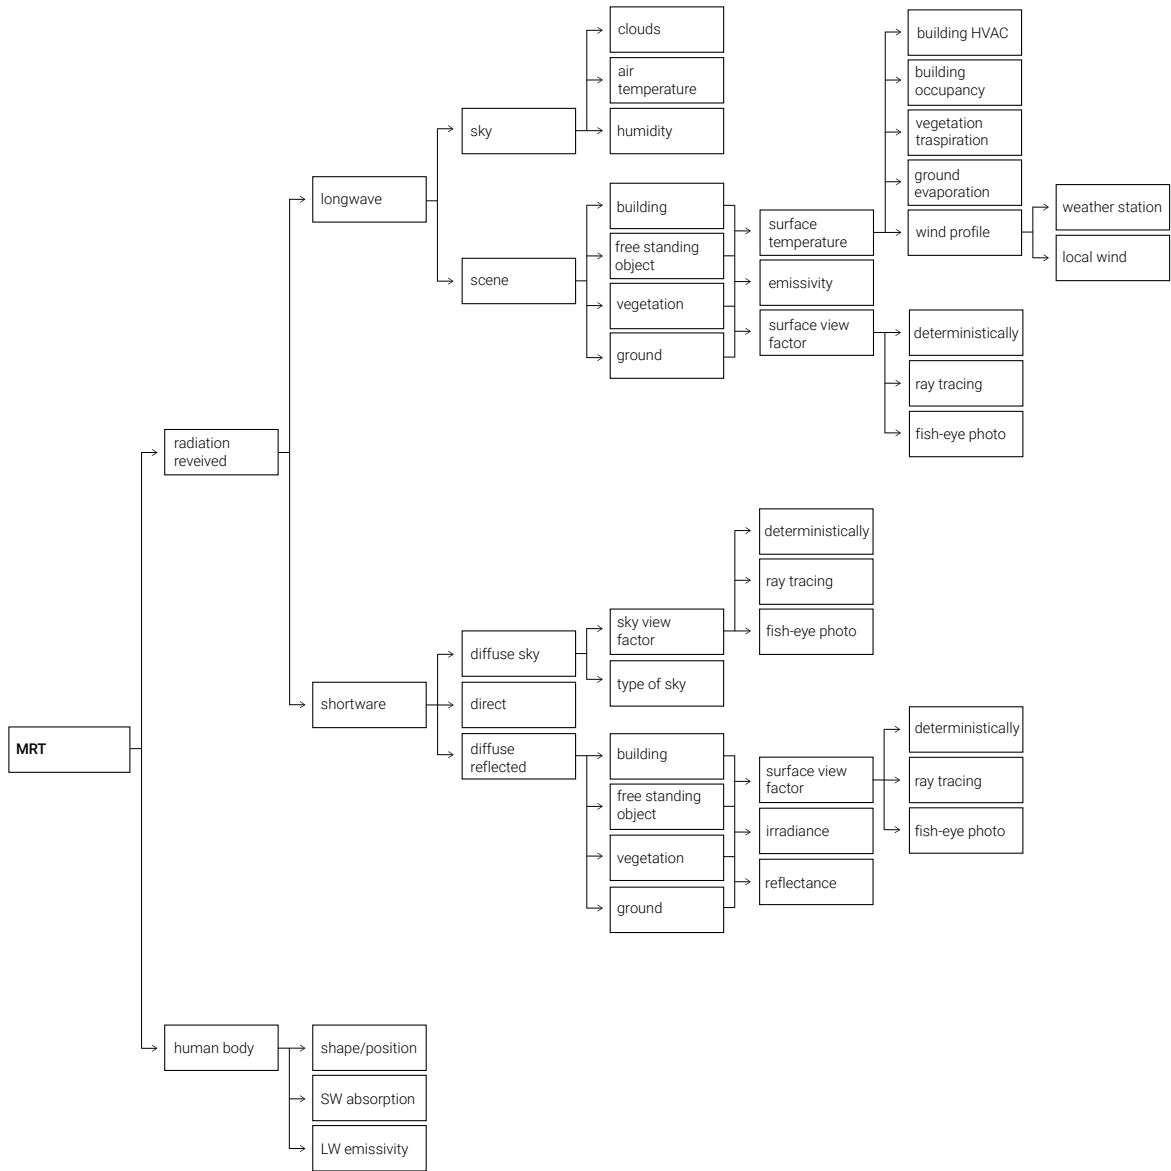 MRT
radiation
reveived
human body
longwave
shortware
shape/position
SW absorption
LW emissivity
sky
scene
diffuse sky
direct
diffuse
reflected
clouds
air
temperature
humidity
building
free standing
object
vegetation
ground
sky view
factor
type of sky
building
free standing
object
vegetation
ground
surface
temperature
emissivity
surface view
factor
deterministically
ray tracing
fish-eye photo
surface view
factor
irradiance
reflectance
building HVAC
building
occupancy
vegetation
traspiration
ground
evaporation
wind profile
deterministically
ray tracing
fish-eye photo
deterministically
ray tracing
fish-eye photo
weather station
local wind